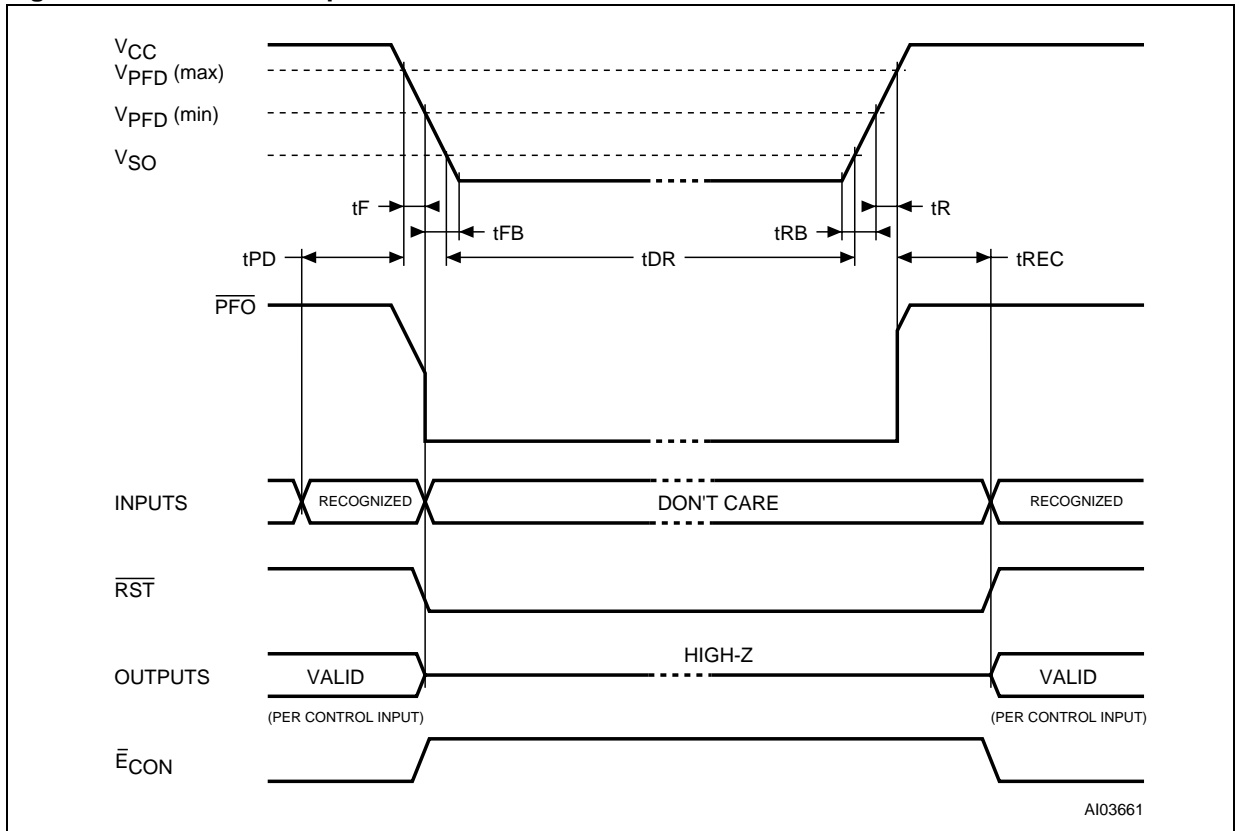 VCC
VPFD (max)
VPFD (min)
VSO
tF
tFB
tR
tRB
tPD
tDR
tREC
PFO
INPUTS
RECOGNIZED
DON'T CARE
RECOGNIZED
RST
HIGH-Z
OUTPUTS
VALID
VALID
(PER CONTROL INPUT)
(PER CONTROL INPUT)
ĒCON
AI03661